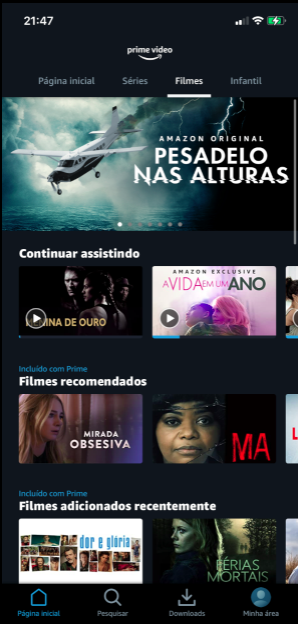 21:47
prime video
Página inicial
Séries
Filmes
Infantil
AMAZON ORIGINAL
PESADELO
NAS ALTURAS
Continuar assistindo
INA DE OURO
AMAZON EXCLUSIVE
A VIDA EM UM ANO
Incluído com Prime
Filmes recomendados
MIRADA
OBSESIVA
MA
L
Incluído com Prime
Filmes adicionados recentemente
dor e glória
FÉRIAS
MORTAIS
Página inicial
Pesquisar
Downloads
Minha área